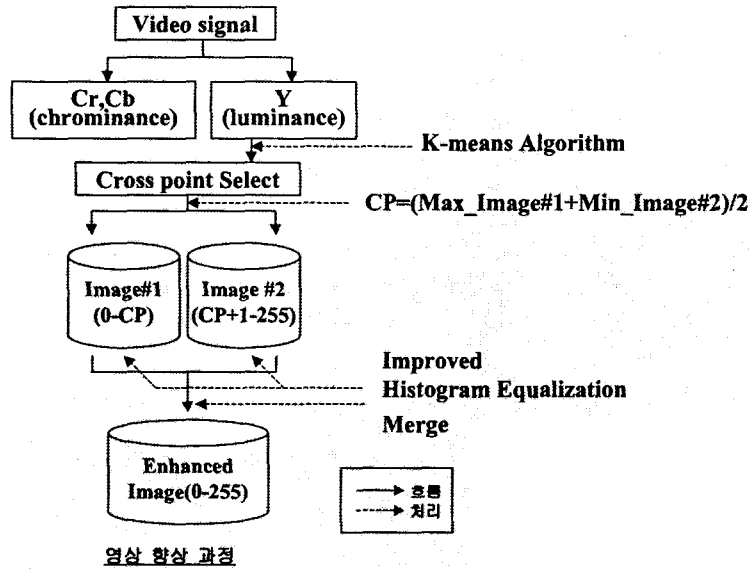 Video signal
Cr,Cb
(chrominance)
Y
(luminance)
K-means Algorithm
Cross point Select
CP=(Max_Image#1+Min_Image#2)/2
Image#1
(0-CP)
Image #2
(CP+1-255)
Improved
Histogram Equalization
Merge
Enhanced
Image(0-255)
흐름
처리
영상 향상 과정